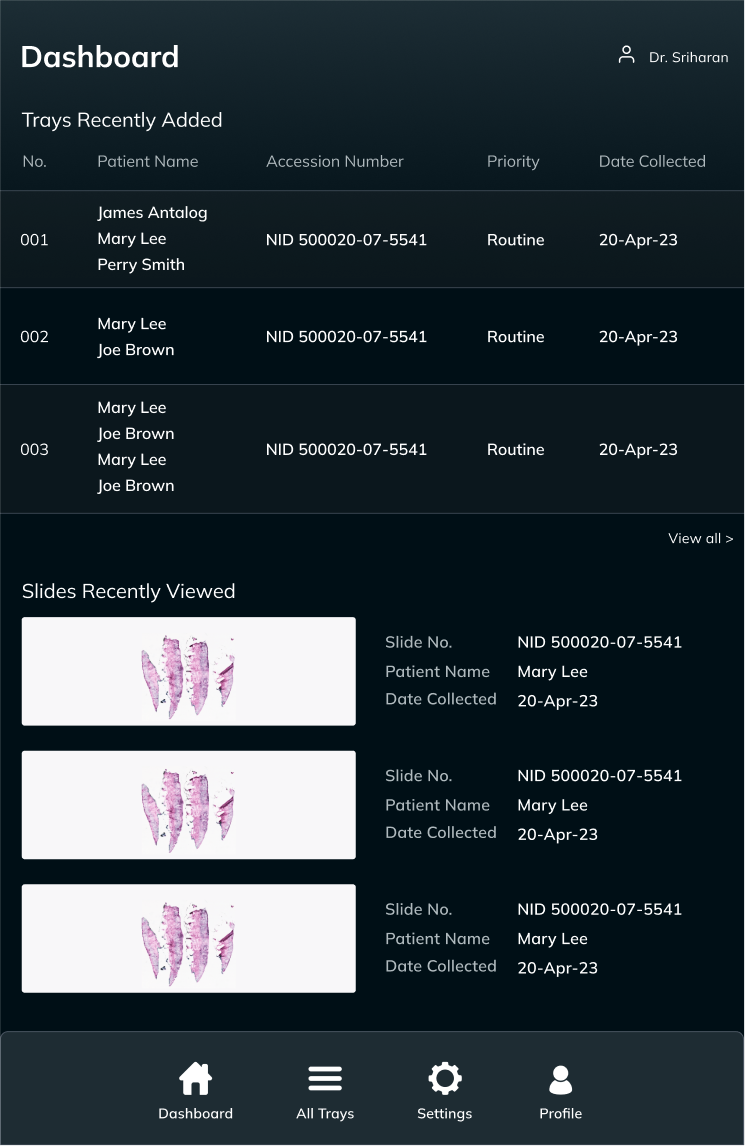 Dashboard
Dr. Sriharan
Trays Recently Added
No. Patient Name Accession Number Priority Date Collected
James Antalog
Mary Lee
Perry Smith
001 NID 500020-07-5541 Routine 20-Apr-23
Mary Lee
Joe Brown
002 NID 500020-07-5541 Routine 20-Apr-23
Mary Lee
Joe Brown
Mary Lee
Joe Brown
003 NID 500020-07-5541 Routine 20-Apr-23
View all >
Slides Recently Viewed
Slide No. NID 500020-07-5541
Patient Name Mary Lee
Date Collected 20-Apr-23
Slide No. NID 500020-07-5541
Patient Name Mary Lee
Date Collected 20-Apr-23
Slide No. NID 500020-07-5541
Patient Name Mary Lee
Date Collected 20-Apr-23
Dashboard All Trays Settings Profile